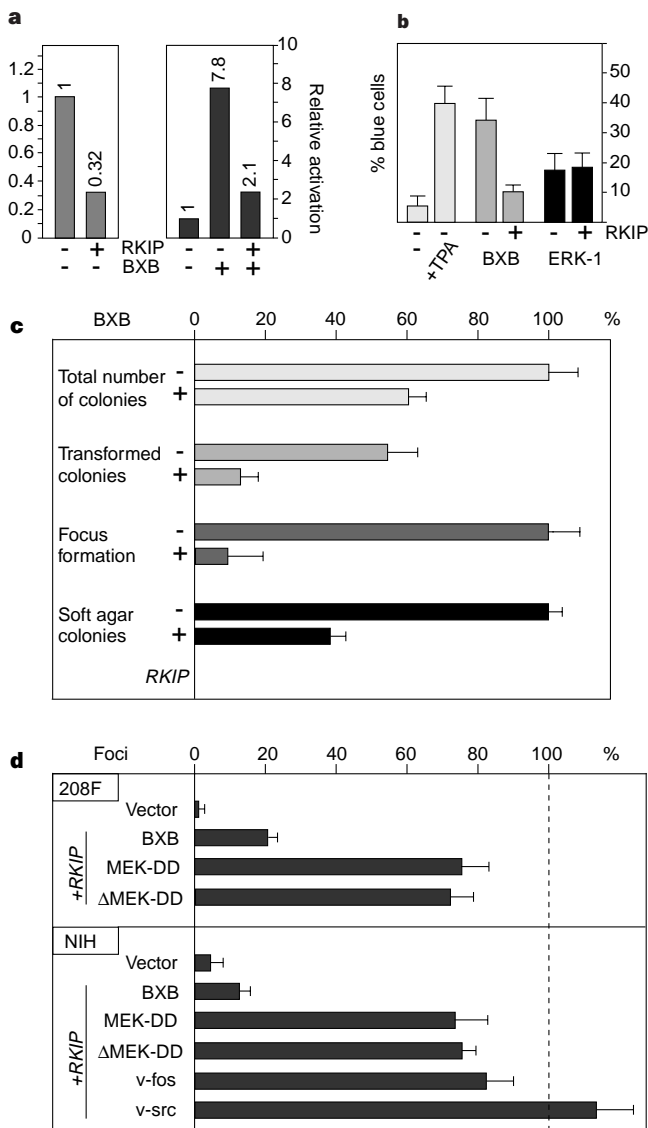 a
1.2
1
0.8
0.6
0.4
0.2
0
1
0.32
- + RKIP
- - BXB
10
8
6
4
2
0
Relative activation
1
7.8
2.1
- - +
- + +
b
% blue cells
50
40
30
20
10
- - - + - + RKIP
- +TPA BXB ERK-1
c
BXB 0 20 40 60 80 100 %
Total number of colonies - +
Transformed colonies - +
Focus formation - +
Soft agar colonies - +
RKIP
d
Foci 0 20 40 60 80 100 %
208F
Vector
+RKIP
BXB
MEK-DD
ΔMEK-DD
NIH
Vector
+RKIP
BXB
MEK-DD
ΔMEK-DD
v-fos
v-src